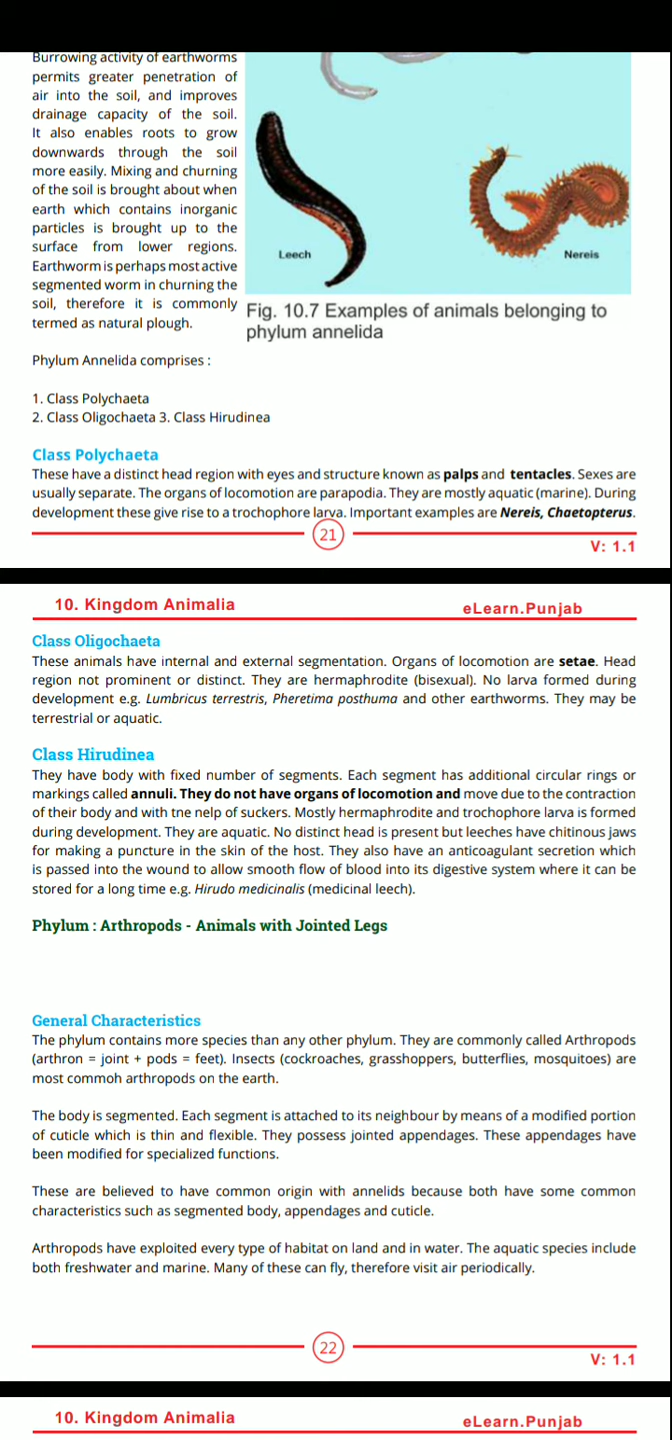 Burrowing activity of earthworms
permits greater penetration of
air into the soil, and improves
drainage capacity of the soil.
It also enables roots to grow
downwards through the soil
more easily. Mixing and churning
of the soil is brought about when
earth which contains inorganic
particles is brought up to the
surface from lower regions.
Earthworm is perhaps most active
segmented worm in churning the
soil, therefore it is commonly
termed as natural plough.
Leech
Nereis
Fig. 10.7 Examples of animals belonging to
phylum annelida
Phylum Annelida comprises :
1. Class Polychaeta
2. Class Oligochaeta 3. Class Hirudinea
Class Polychaeta
These have a distinct head region with eyes and structure known as palps and tentacles. Sexes are
usually separate. The organs of locomotion are parapodia. They are mostly aquatic (marine). During
development these give rise to a trochophore larva. Important examples are Nereis, Chaetopterus.
21
V: 1.1
10. Kingdom Animalia
eLearn.Punjab
Class Oligochaeta
These animals have internal and external segmentation. Organs of locomotion are setae. Head
region not prominent or distinct. They are hermaphrodite (bisexual). No larva formed during
development e.g. Lumbricus terrestris, Pheretima posthuma and other earthworms. They may be
terrestrial or aquatic.
Class Hirudinea
They have body with fixed number of segments. Each segment has additional circular rings or
markings called annuli. They do not have organs of locomotion and move due to the contraction
of their body and with tne nelp of suckers. Mostly hermaphrodite and trochophore larva is formed
during development. They are aquatic. No distinct head is present but leeches have chitinous jaws
for making a puncture in the skin of the host. They also have an anticoagulant secretion which
is passed into the wound to allow smooth flow of blood into its digestive system where it can be
stored for a long time e.g. Hirudo medicinalis (medicinal leech).
Phylum : Arthropods - Animals with Jointed Legs
General Characteristics
The phylum contains more species than any other phylum. They are commonly called Arthropods
(arthron = joint + pods = feet). Insects (cockroaches, grasshoppers, butterflies, mosquitoes) are
most commoh arthropods on the earth.
The body is segmented. Each segment is attached to its neighbour by means of a modified portion
of cuticle which is thin and flexible. They possess jointed appendages. These appendages have
been modified for specialized functions.
These are believed to have common origin with annelids because both have some common
characteristics such as segmented body, appendages and cuticle.
Arthropods have exploited every type of habitat on land and in water. The aquatic species include
both freshwater and marine. Many of these can fly, therefore visit air periodically.
22
V: 1.1
10. Kingdom Animalia
eLearn.Punjab